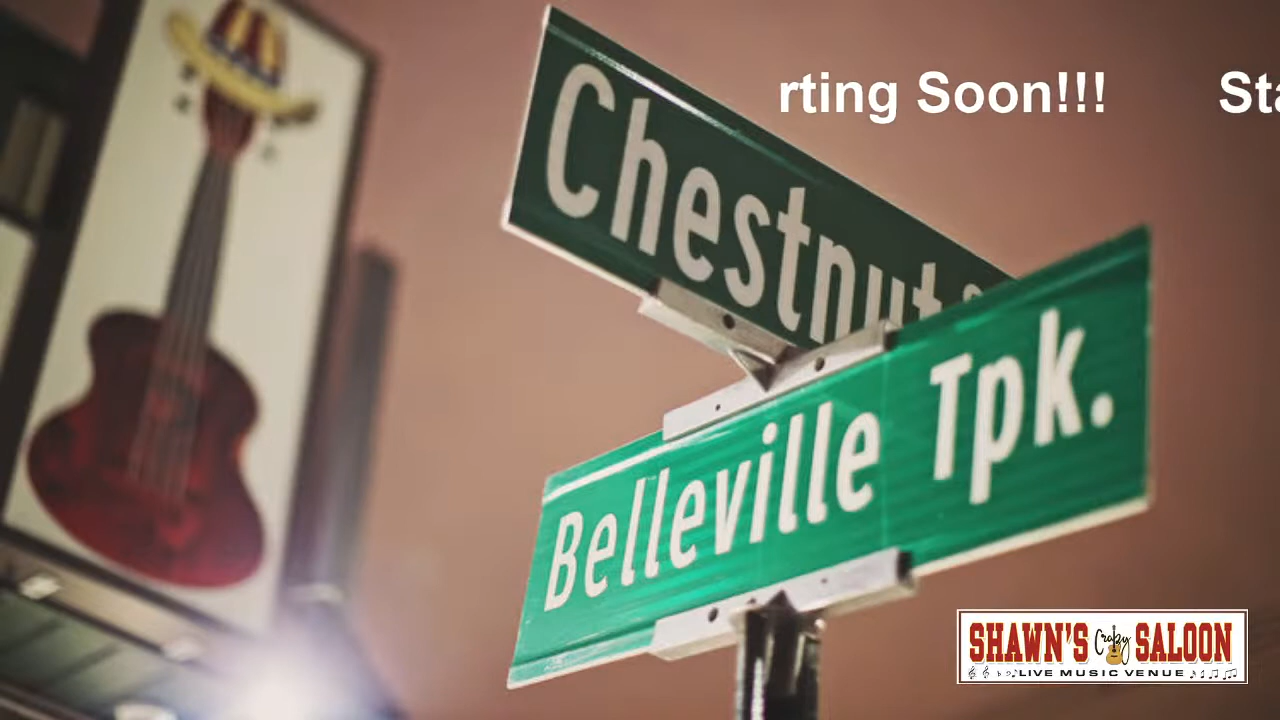 rting Soon!!! Sta
Chestnut
Belleville Tpk.
SHAWN'S Crazy SALOON
LIVE MUSIC VENUE